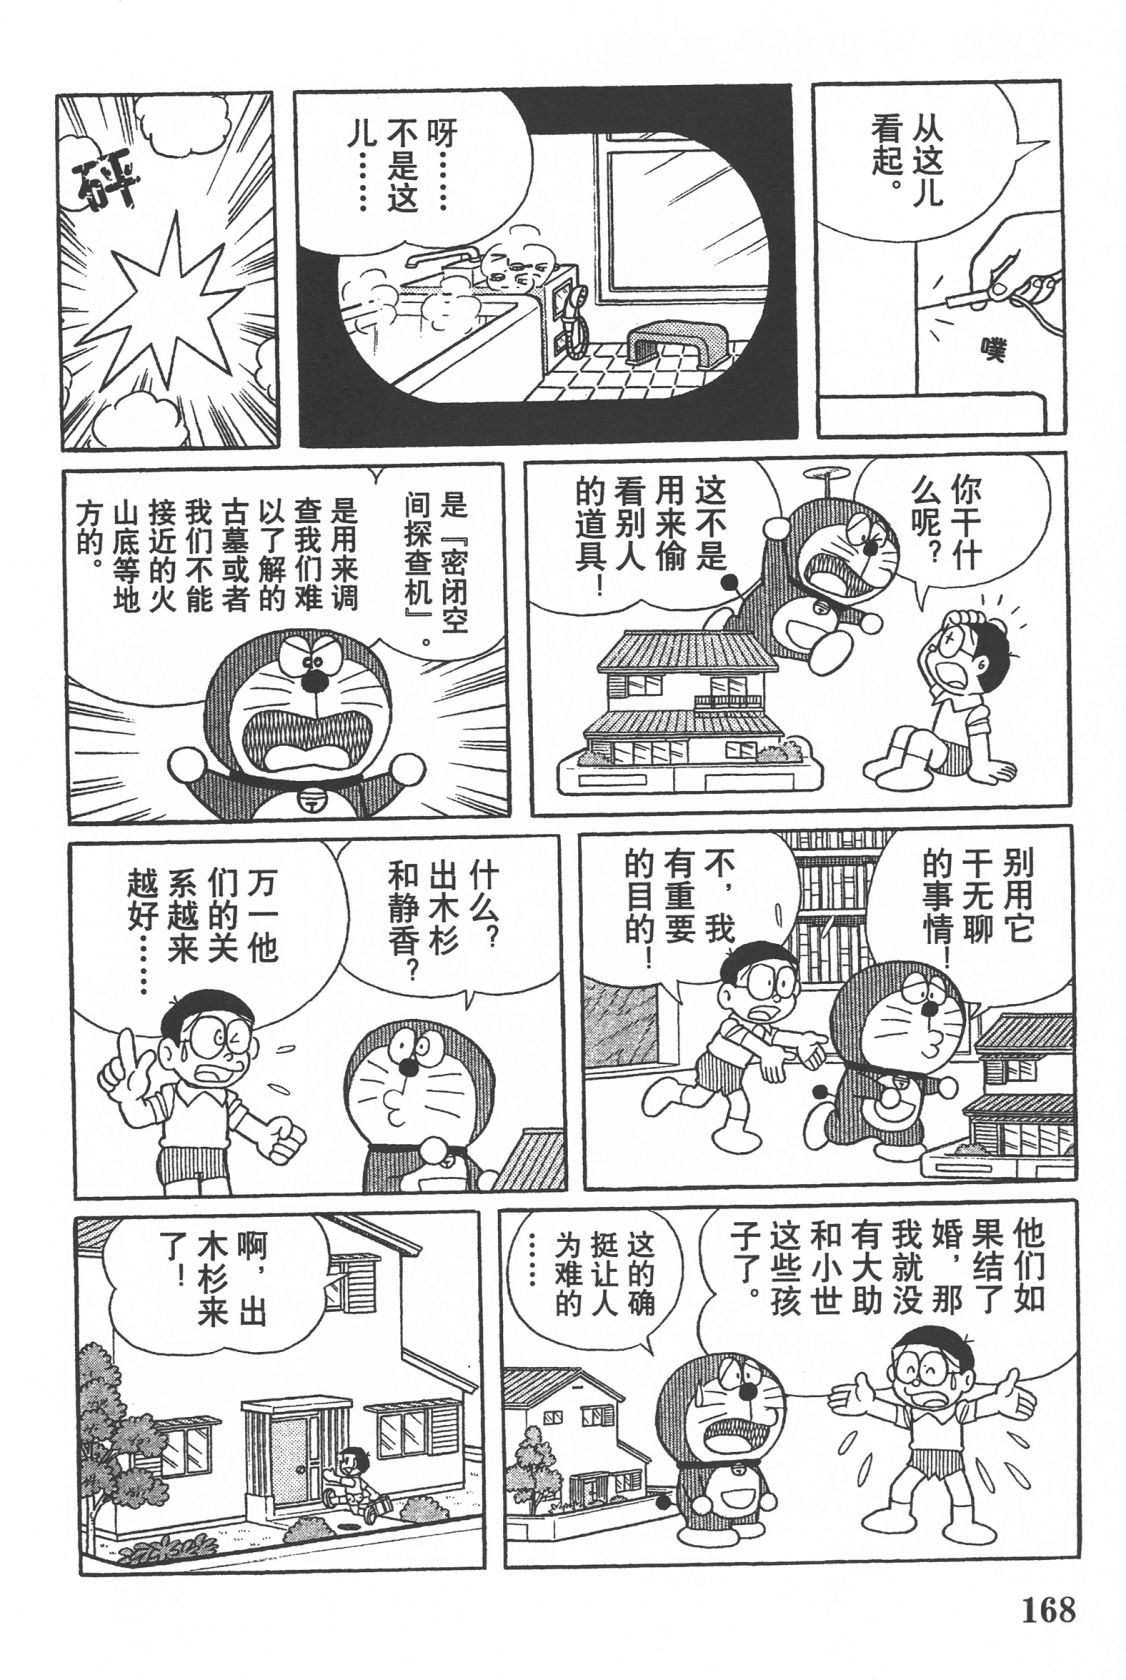 从这儿
看起。
噗
呀……
不是这
儿……
砰
你干什
么呢？
这不是
用来偷
看别人
的道具！
是『密闭空
间探查机』。
是用来调
查我们难
以了解的
古墓或者
我们不能
接近的火
山底等地
方的。
别用它
干无聊
的事情！
不，我
有重要
的目的！
什么？
出木杉
和静香？
万一他
们的关
系越来
越好……
他们如
果结了
婚，那
我就没
有大助
和小世
这些孩
子了。
这的确
挺让人
为难的
……
啊，出
木杉来
了！
168